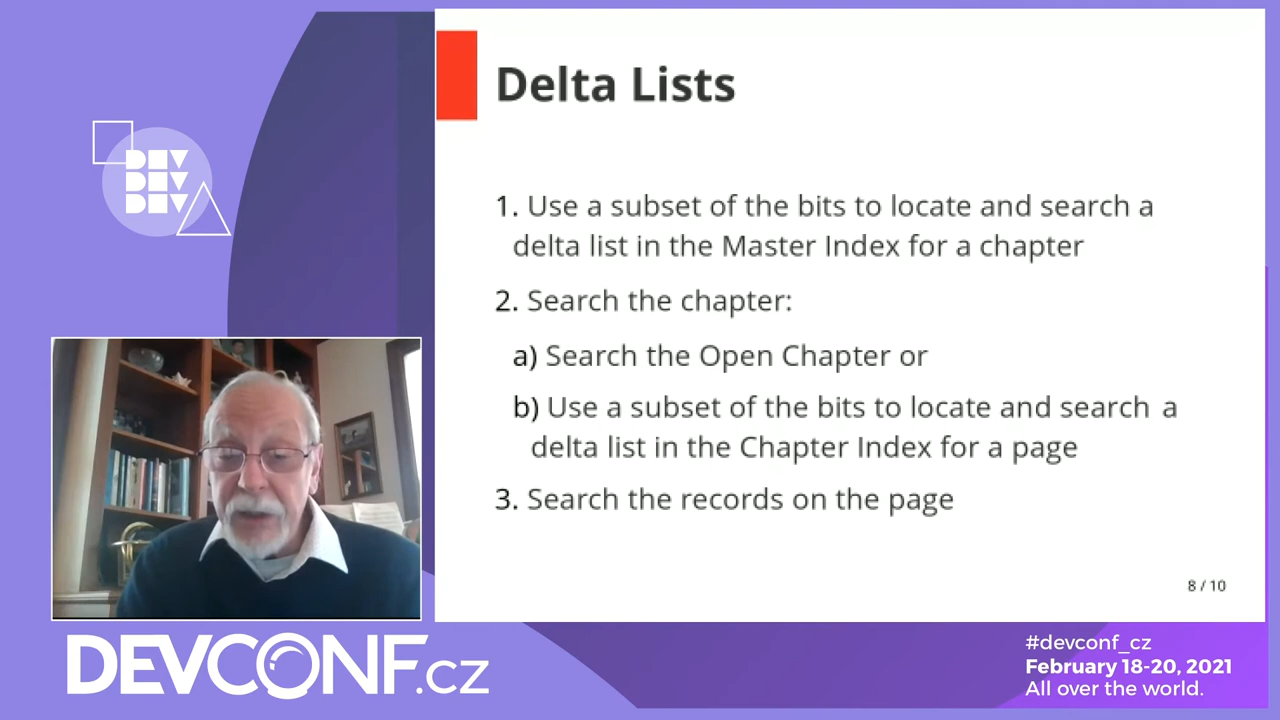 DEV
DEV
DEV
Delta Lists
1. Use a subset of the bits to locate and search a
delta list in the Master Index for a chapter
2. Search the chapter:
a) Search the Open Chapter or
b) Use a subset of the bits to locate and search a
delta list in the Chapter Index for a page
3. Search the records on the page
8 / 10
DEVCONF.cz
#devconf_cz
February 18-20, 2021
All over the world.